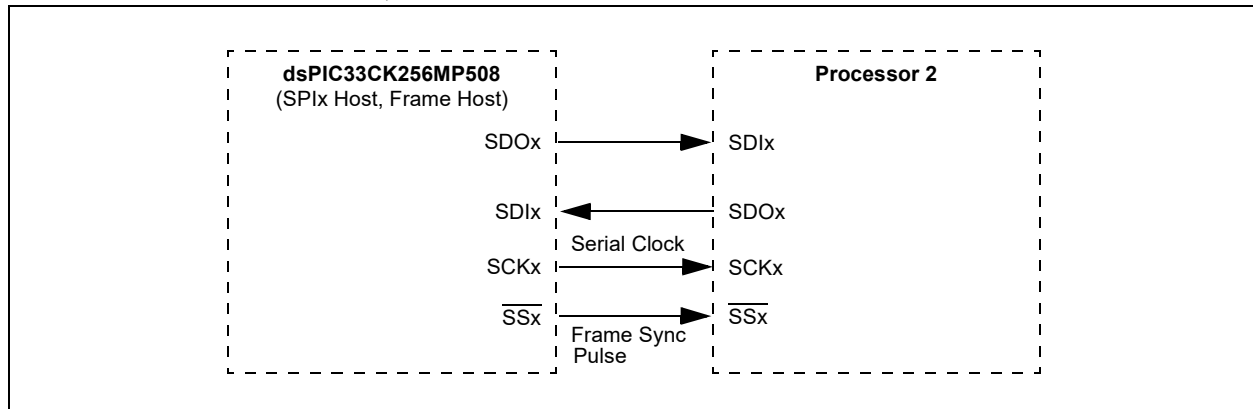 dsPIC33CK256MP508
(SPIx Host, Frame Host)
Processor 2
SDOx
SDIx
SDIx
SDOx
Serial Clock
SCKx
SCKx
SSx
SSx
Frame Sync
Pulse